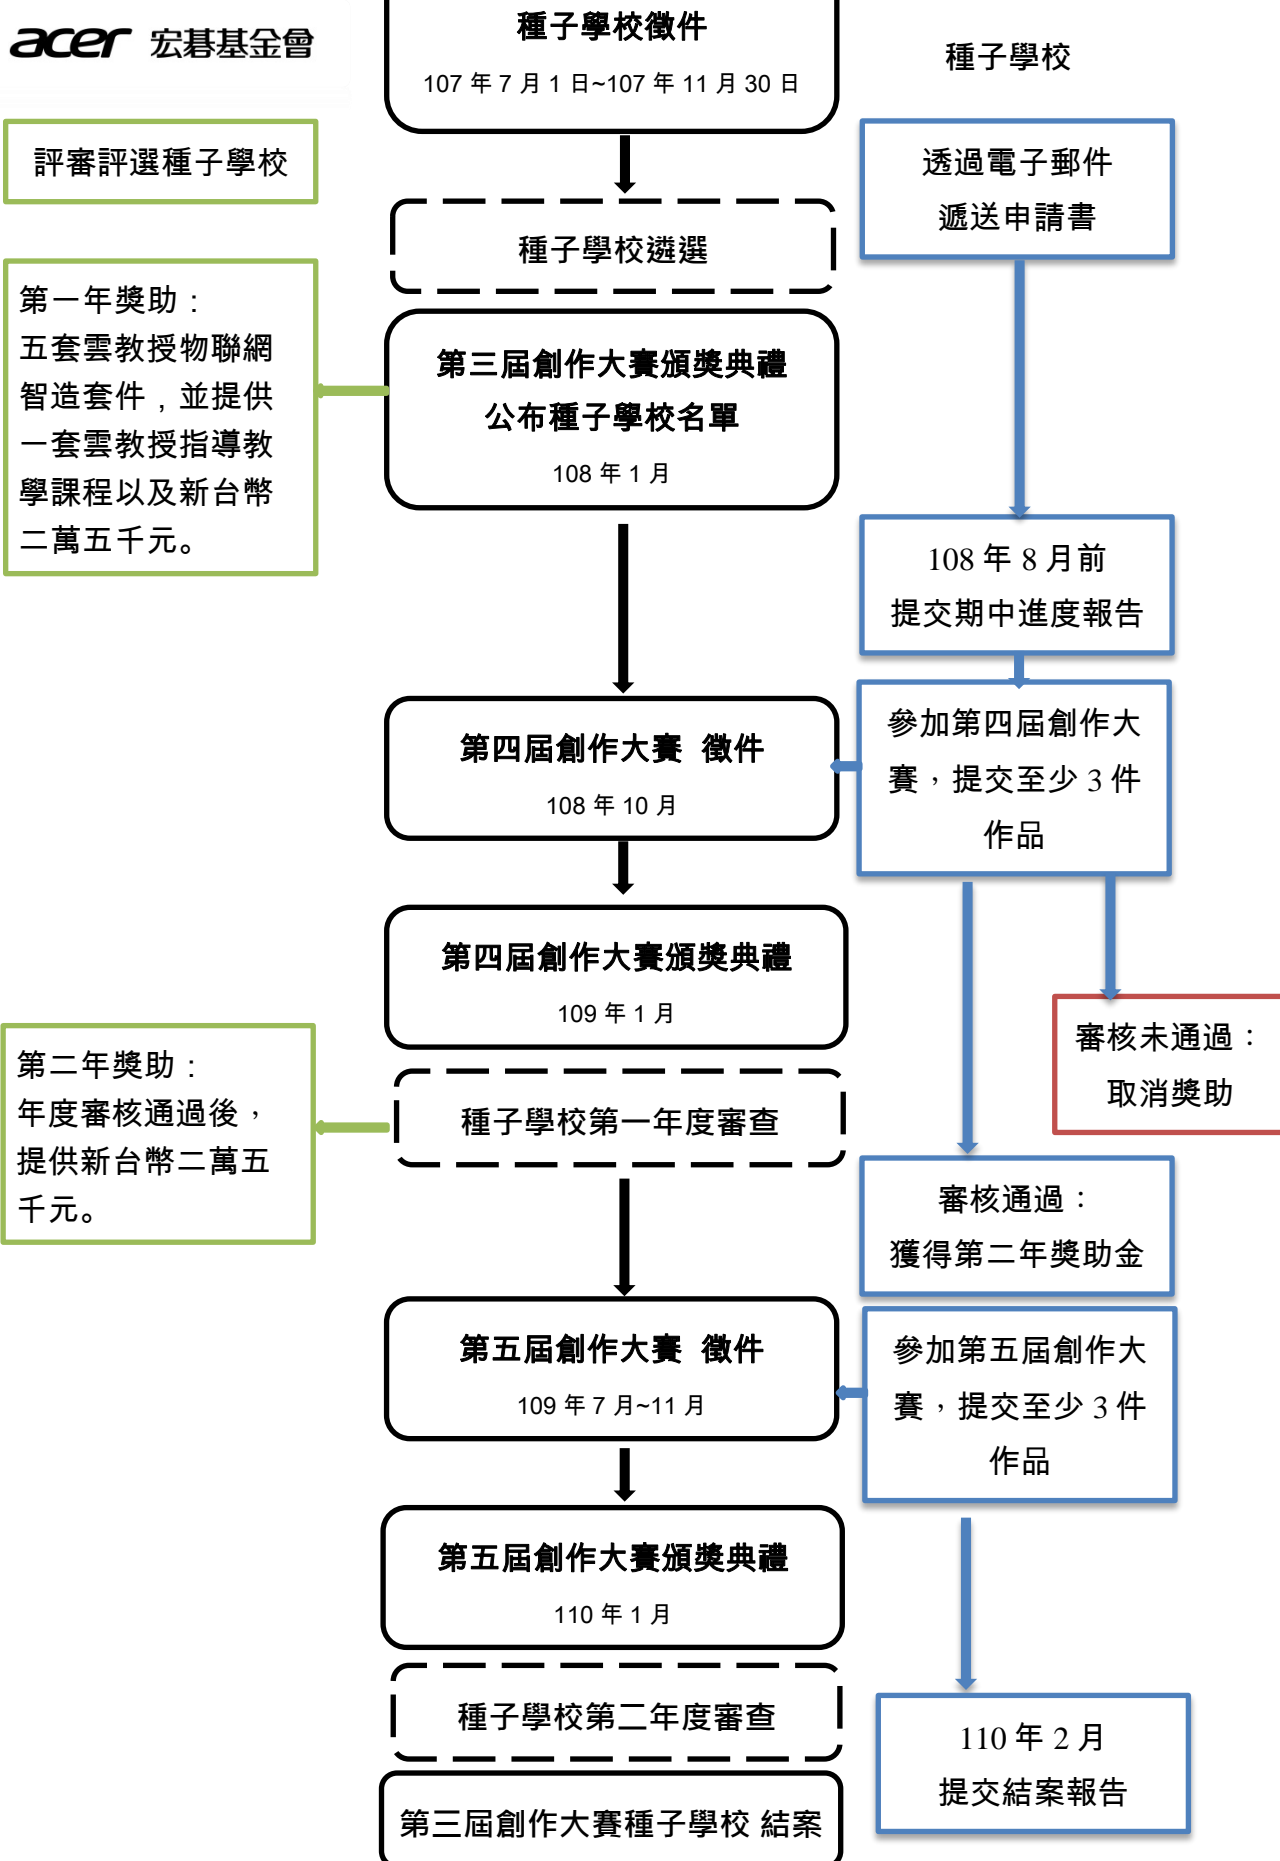 acer 宏碁基金會
種子學校徵件
107 年 7 月 1 日~107 年 11 月 30 日
種子學校
評審評選種子學校
透過電子郵件
遞送申請書
種子學校遴選
第一年獎助：
五套雲教授物聯網
智造套件，並提供
一套雲教授指導教
學課程以及新台幣
二萬五千元。
第三屆創作大賽頒獎典禮
公布種子學校名單
108 年 1 月
108 年 8 月前
提交期中進度報告
第四屆創作大賽 徵件
108 年 10 月
參加第四屆創作大
賽，提交至少 3 件
作品
第四屆創作大賽頒獎典禮
109 年 1 月
審核未通過：
取消獎助
第二年獎助：
年度審核通過後，
提供新台幣二萬五
千元。
種子學校第一年度審查
審核通過：
獲得第二年獎助金
第五屆創作大賽 徵件
109 年 7 月~11 月
參加第五屆創作大
賽，提交至少 3 件
作品
第五屆創作大賽頒獎典禮
110 年 1 月
種子學校第二年度審查
110 年 2 月
提交結案報告
第三屆創作大賽種子學校 結案